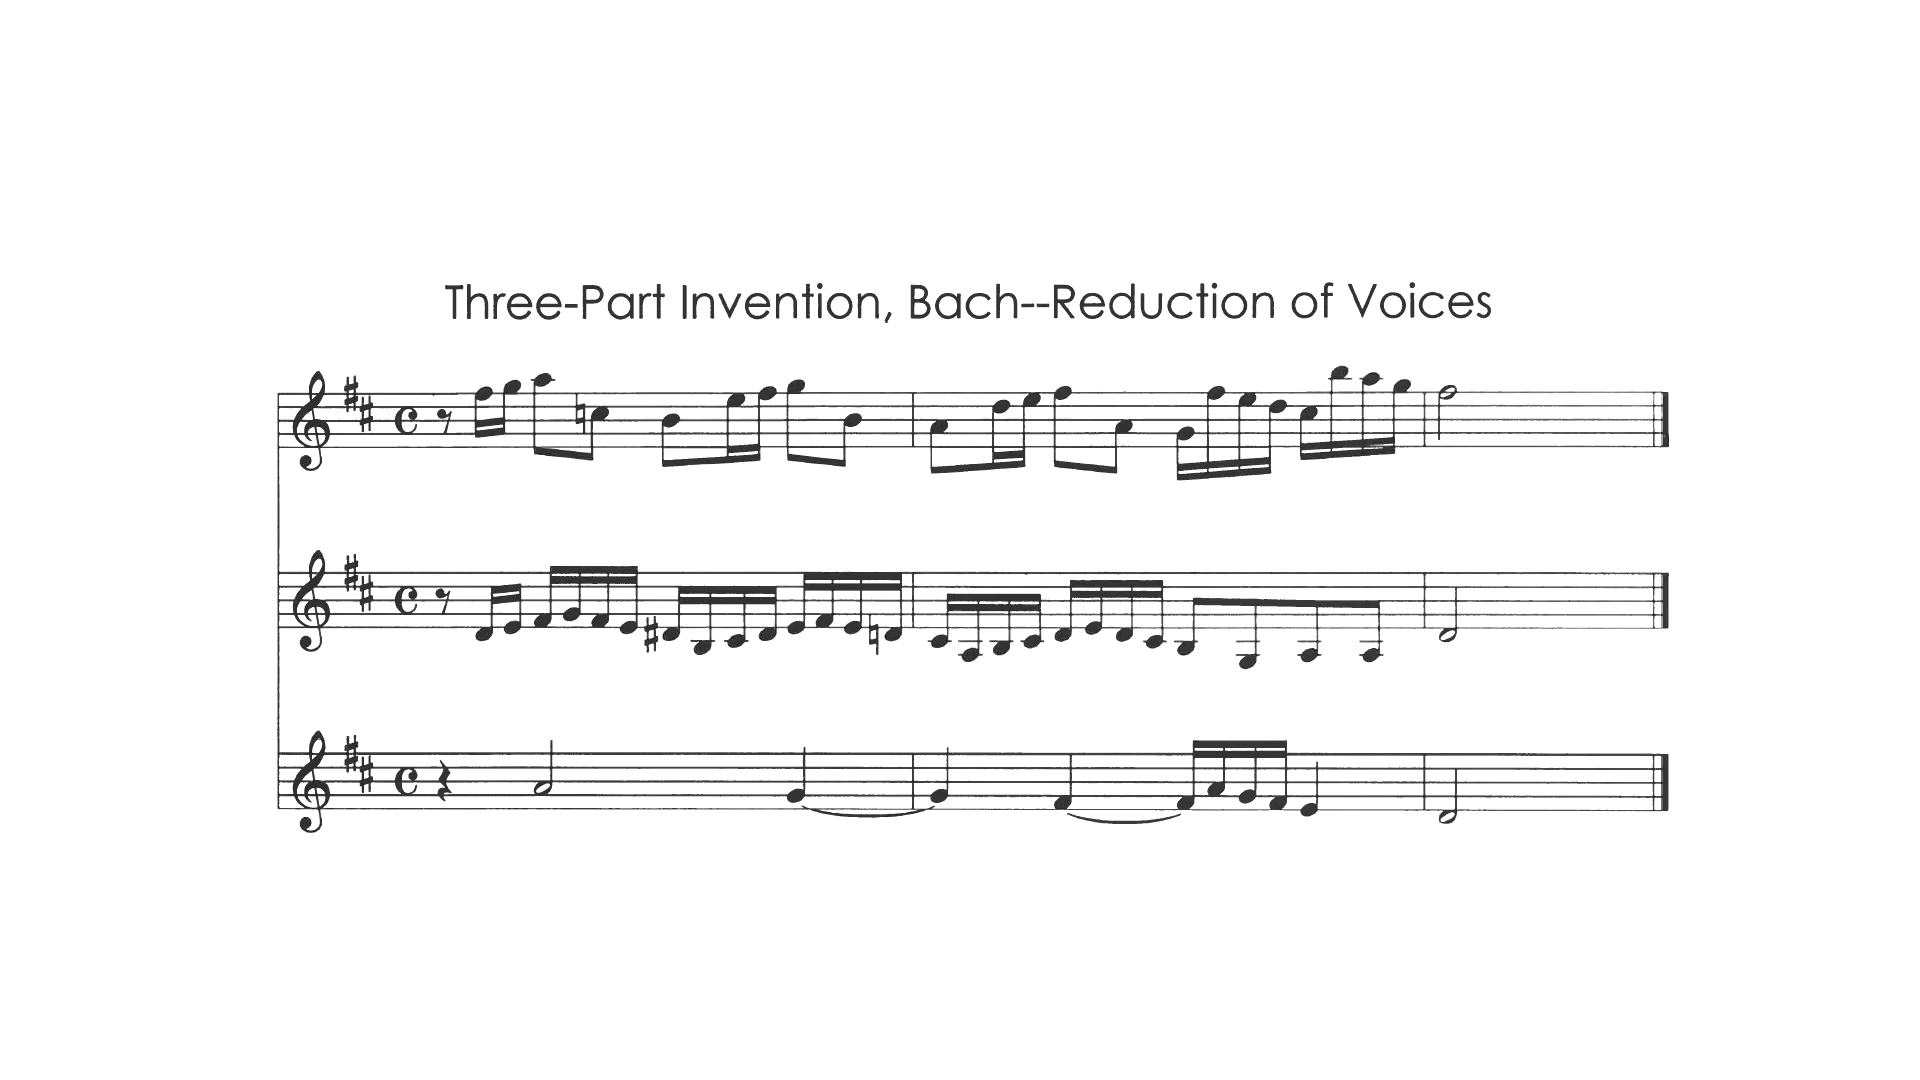 Three-Part Invention, Bach--Reduction of Voices